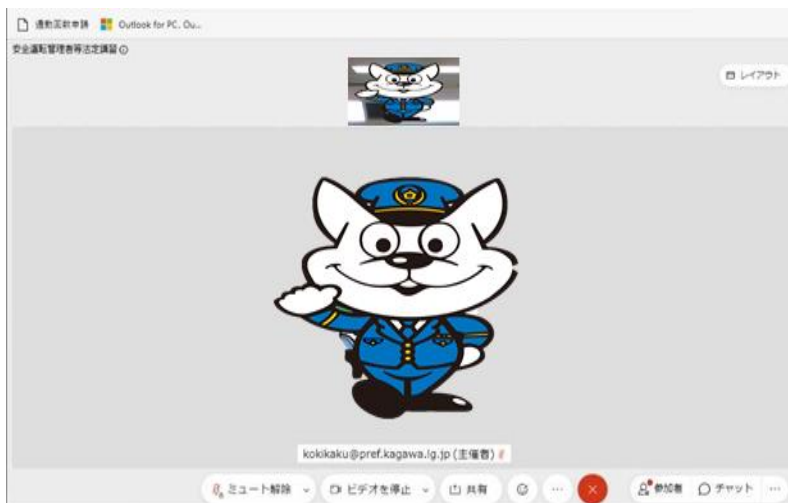 通勤回数申請 Outlook for PC, Ou...
安全運転管理者等法定講習
レイアウト
kokikaku@pref.kagawa.lg.jp (主催者)
ミュート解除 ビデオを停止 共有 参加者 チャット